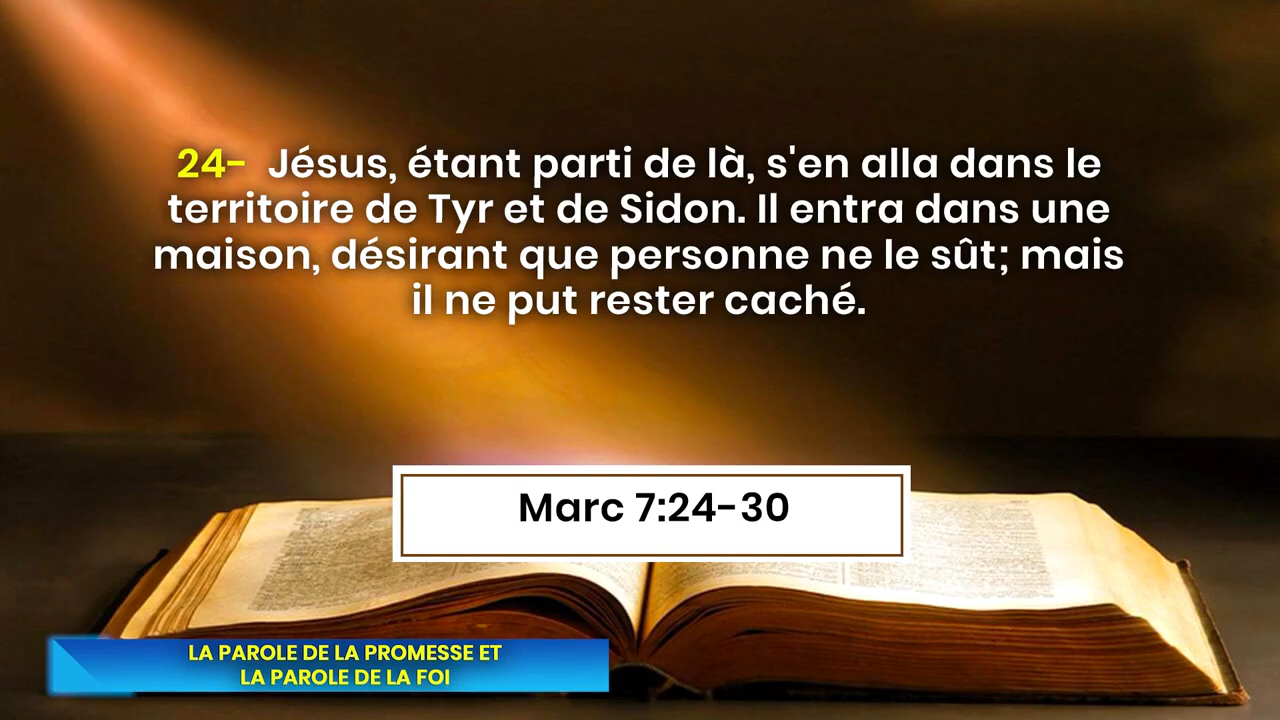 24- Jésus, étant parti de là, s'en alla dans le
territoire de Tyr et de Sidon. Il entra dans une
maison, désirant que personne ne le sût; mais
il ne put rester caché.
Marc 7:24-30
LA PAROLE DE LA PROMESSE ET
LA PAROLE DE LA FOI